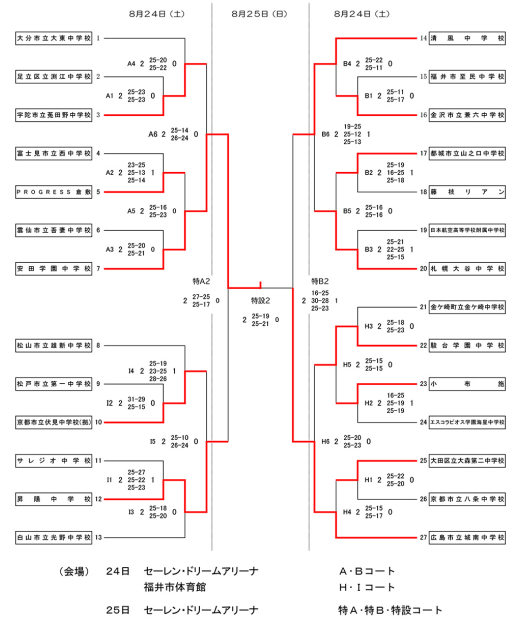 8月24日（土） 8月25日（日） 8月24日（土）
大分市立大東中学校 1
A4 2 25-20 25-22 0
足立区立渕江中学校 2
A1 2 25-23 25-23 0
宇陀市立菟田野中学校 3
A6 2 25-14 26-24 0
富士見市立西中学校 4
A2 2 23-25 25-13 25-14 1
PROGRESS倉敷 5
A5 2 25-16 25-23 0
雲仙市立吾妻中学校 6
A3 2 25-20 25-21 0
安田学園中学校 7
特A2
2 27-25 25-17 0
松山市立雄新中学校 8
I4 2 25-19 23-25 28-26 1
松戸市立第一中学校 9
I2 2 31-29 25-15 0
京都市立伏見中学校(拠) 10
I5 2 25-10 26-24 0
サレジオ中学校 11
I1 2 25-27 25-22 25-23 1
昇陽中学校 12
I3 2 25-18 25-20 0
白山市立光野中学校 13
特設2
2 25-19 25-21 0
14 清風中学校
B4 2 25-22 25-11 0
15 福井市至民中学校
B1 2 25-11 25-17 0
16 金沢市立兼六中学校
B6 2 19-25 25-12 25-13 1
17 都城市立山之口中学校
B2 2 25-19 16-25 25-18 1
18 藤枝リアン
B5 2 25-16 25-16 0
19 日本航空高等学校附属中学校
B3 2 25-21 22-25 25-15 1
20 札幌大谷中学校
特B2
2 16-25 30-28 25-23 1
21 金ケ崎町立金ケ崎中学校
H3 2 25-18 25-23 0
22 駿台学園中学校
H5 2 25-15 25-15 0
23 小布施
H2 2 16-25 25-19 25-19 1
24 エスコラピオス学園海星中学校
H6 2 25-20 25-23 0
25 大田区立大森第二中学校
H1 2 25-22 25-20 0
26 京都市立八条中学校
H4 2 25-15 25-17 0
27 広島市立城南中学校
（会場） 24日 セーレン・ドリームアリーナ A・Bコート
福井市体育館 H・Iコート
25日 セーレン・ドリームアリーナ 特A・特B・特設コート